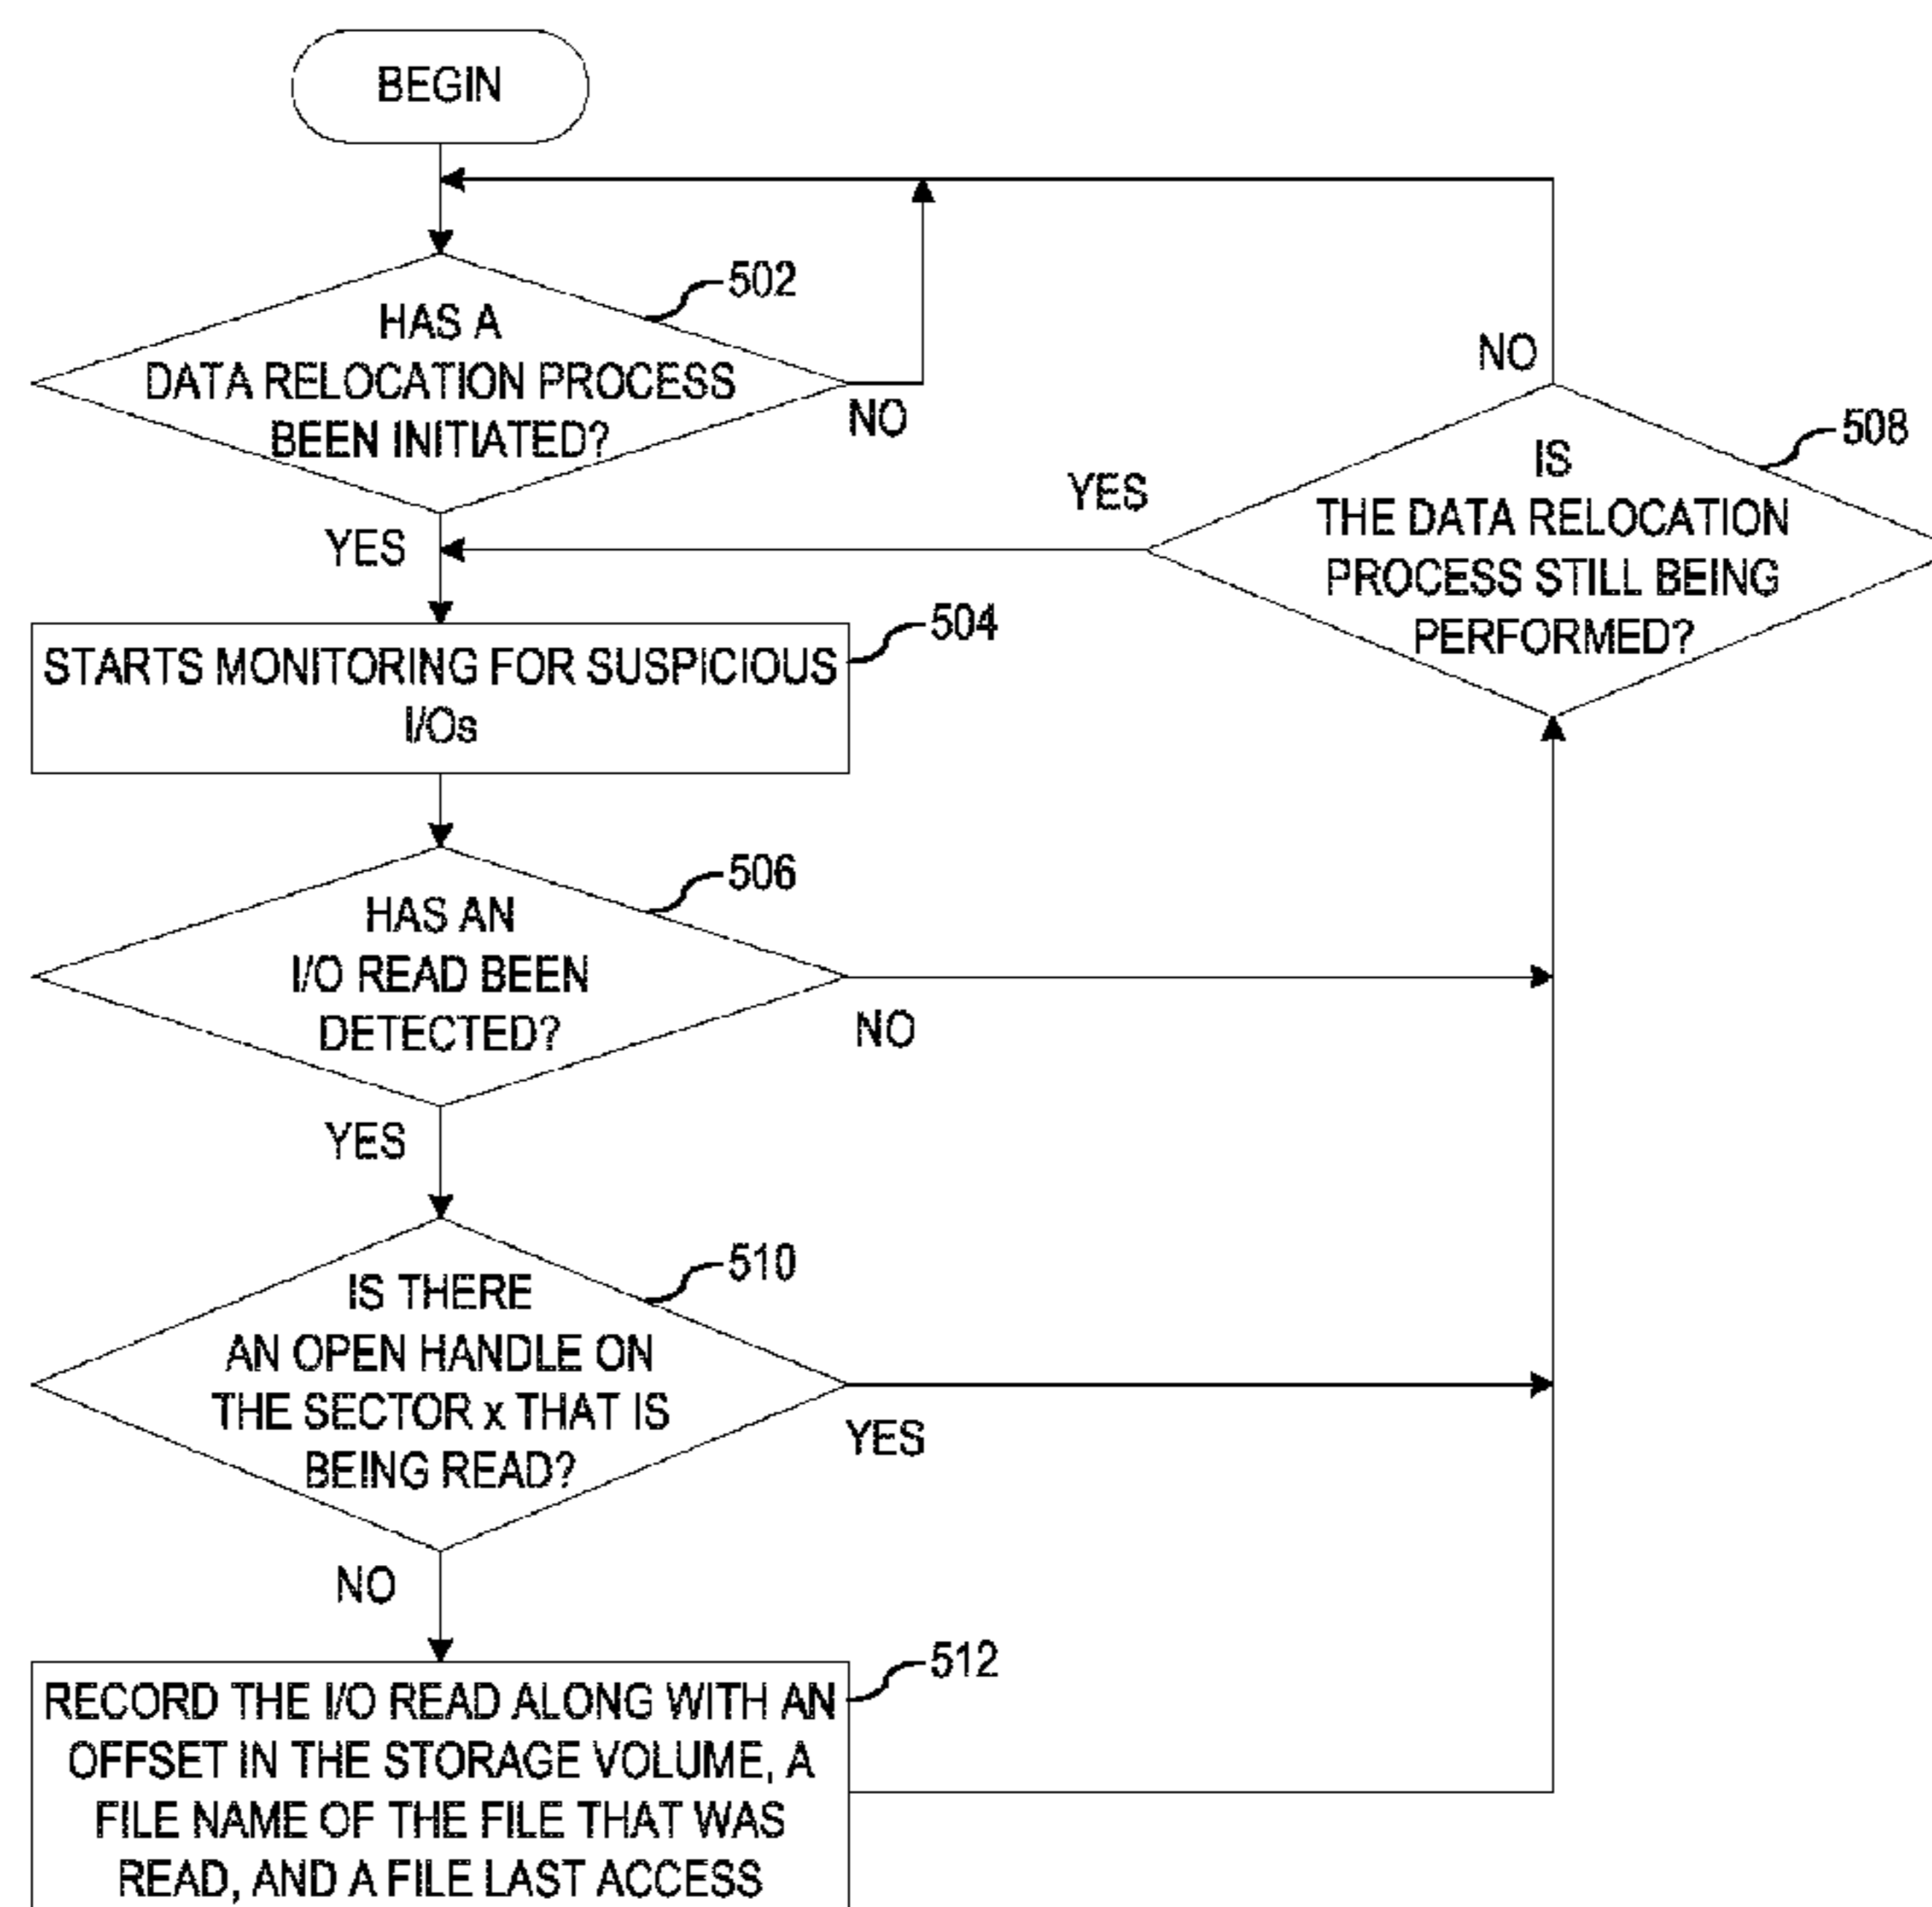 BEGIN
502
HAS A
DATA RELOCATION PROCESS
BEEN INITIATED?
NO
YES
NO
508
IS
THE DATA RELOCATION
PROCESS STILL BEING
PERFORMED?
YES
504
STARTS MONITORING FOR SUSPICIOUS
I/Os
506
HAS AN
I/O READ BEEN
DETECTED?
NO
YES
510
IS THERE
AN OPEN HANDLE ON
THE SECTOR x THAT IS
BEING READ?
YES
NO
512
RECORD THE I/O READ ALONG WITH AN
OFFSET IN THE STORAGE VOLUME, A
FILE NAME OF THE FILE THAT WAS
READ, AND A FILE LAST ACCESS